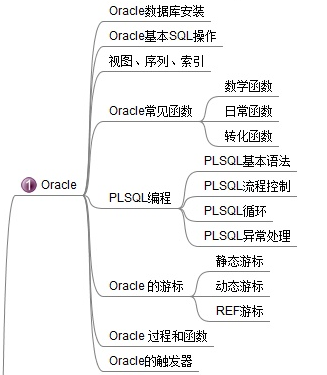 Oracle数据库安装
Oracle基本SQL操作
视图、序列、索引
Oracle常见函数
数学函数
日常函数
转化函数
1 Oracle
PLSQL编程
PLSQL基本语法
PLSQL流程控制
PLSQL循环
PLSQL异常处理
Oracle 的游标
静态游标
动态游标
REF游标
Oracle 过程和函数
Oracle的触发器